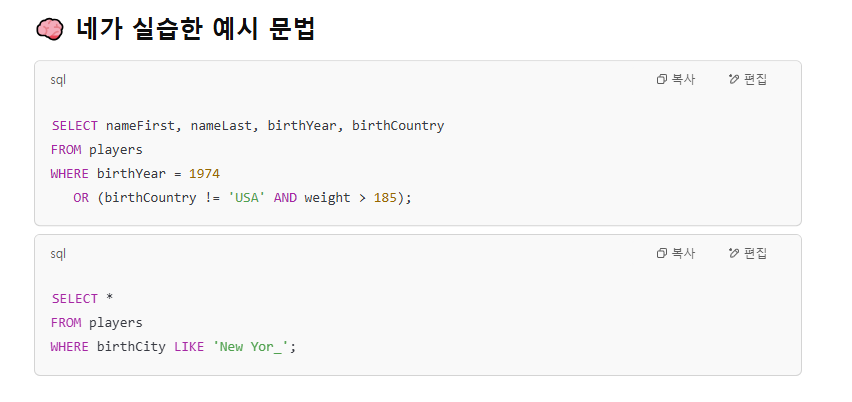 🧠 네가 실습한 예시 문법
sql 복사 편집
SELECT nameFirst, nameLast, birthYear, birthCountry
FROM players
WHERE birthYear = 1974
   OR (birthCountry != 'USA' AND weight > 185);
sql 복사 편집
SELECT *
FROM players
WHERE birthCity LIKE 'New Yor_';